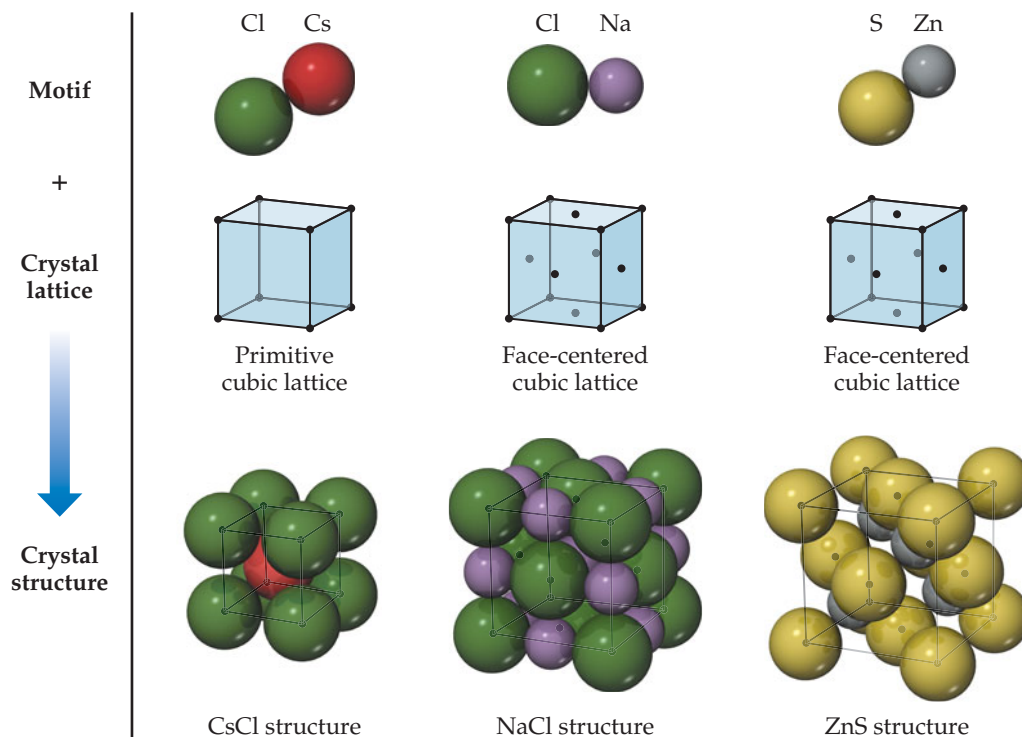 Cl Cs
Cl Na
S Zn
Motif
+
Crystal
lattice
Primitive
cubic lattice
Face-centered
cubic lattice
Face-centered
cubic lattice
Crystal
structure
CsCl structure
NaCl structure
ZnS structure